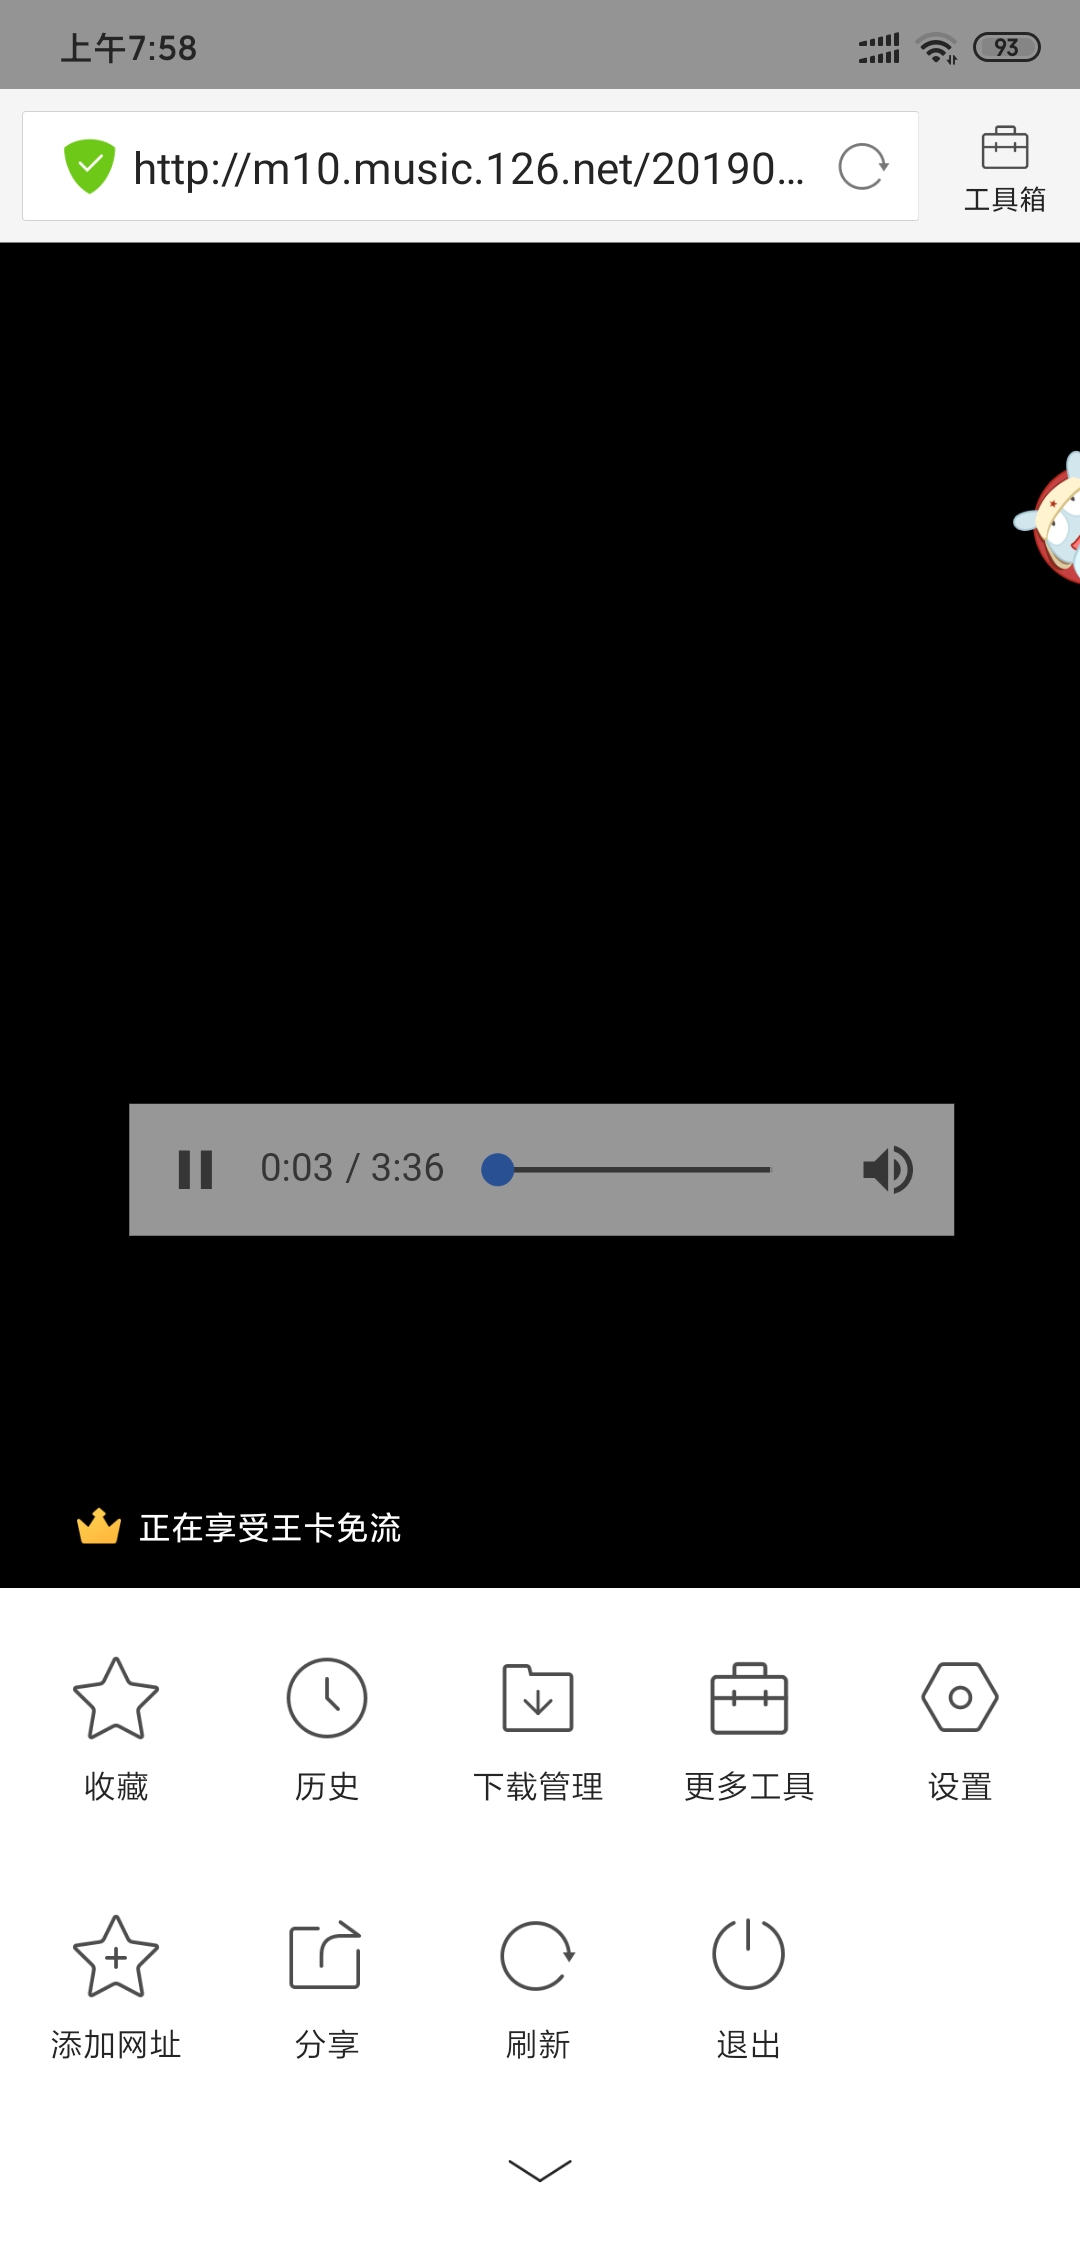 上午7:58
93
http://m10.music.126.net/20190...
工具箱
0:03 / 3:36
正在享受王卡免流
收藏 历史 下载管理 更多工具 设置
添加网址 分享 刷新 退出